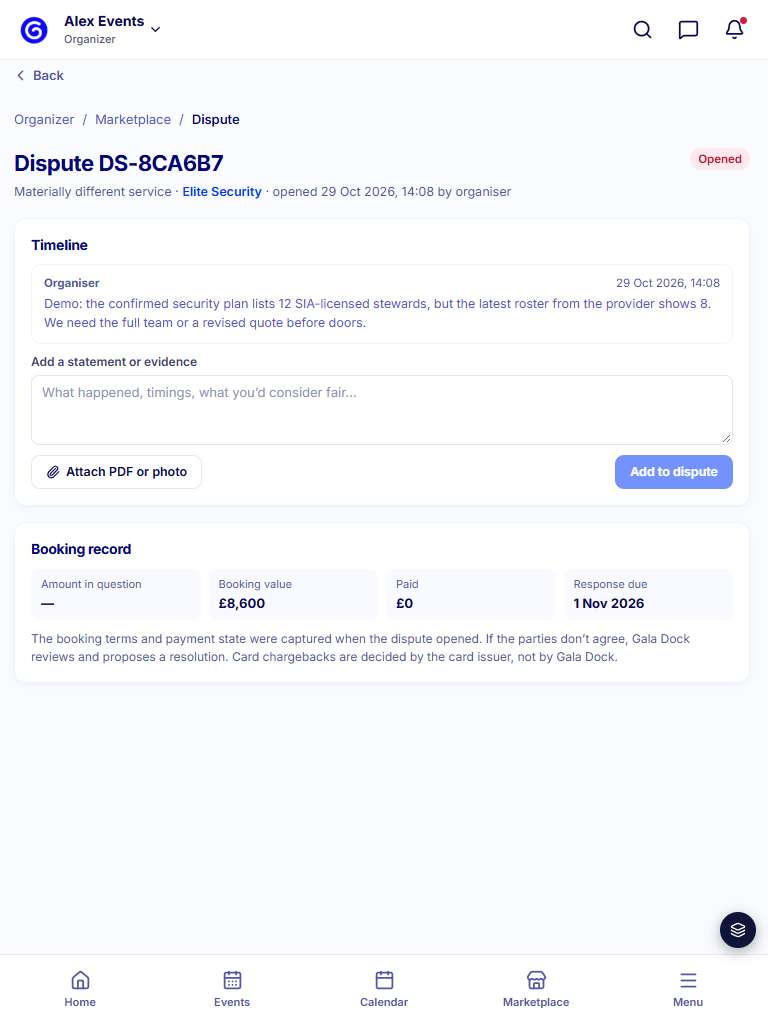 Alex Events
Organizer
Back
Organizer / Marketplace / Dispute
Dispute DS-8CA6B7
Opened
Materially different service · Elite Security · opened 29 Oct 2026, 14:08 by organiser
Timeline
Organiser
29 Oct 2026, 14:08
Demo: the confirmed security plan lists 12 SIA-licensed stewards, but the latest roster from the provider shows 8.
We need the full team or a revised quote before doors.
Add a statement or evidence
What happened, timings, what you’d consider fair…
Attach PDF or photo
Add to dispute
Booking record
Amount in question
—
Booking value
£8,600
Paid
£0
Response due
1 Nov 2026
The booking terms and payment state were captured when the dispute opened. If the parties don’t agree, Gala Dock
reviews and proposes a resolution. Card chargebacks are decided by the card issuer, not by Gala Dock.
Home
Events
Calendar
Marketplace
Menu